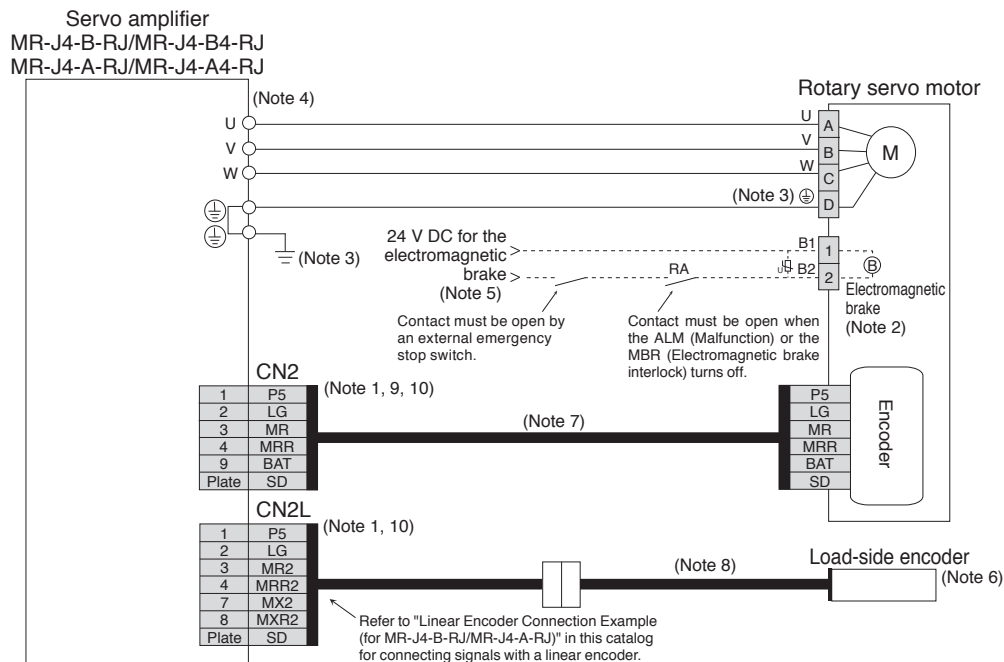 Servo amplifier
MR-J4-B-RJ/MR-J4-B4-RJ
MR-J4-A-RJ/MR-J4-A4-RJ
(Note 4)
U
V
W
Rotary servo motor
U A
V B
W C
(Note 3) D
M
(Note 3)
24 V DC for the
electromagnetic
brake
(Note 5)
RA
B1 1
U B2 2
B
Electromagnetic
brake
(Note 2)
Contact must be open by
an external emergency
stop switch.
Contact must be open when
the ALM (Malfunction) or the
MBR (Electromagnetic brake
interlock) turns off.
CN2
(Note 1, 9, 10)
1 P5
2 LG
3 MR
4 MRR
9 BAT
Plate SD
(Note 7)
P5
LG
MR
MRR
BAT
SD
Encoder
CN2L
(Note 1, 10)
1 P5
2 LG
3 MR2
4 MRR2
7 MX2
8 MXR2
Plate SD
(Note 8)
Load-side encoder
(Note 6)
Refer to "Linear Encoder Connection Example
(for MR-J4-B-RJ/MR-J4-A-RJ)" in this catalog
for connecting signals with a linear encoder.